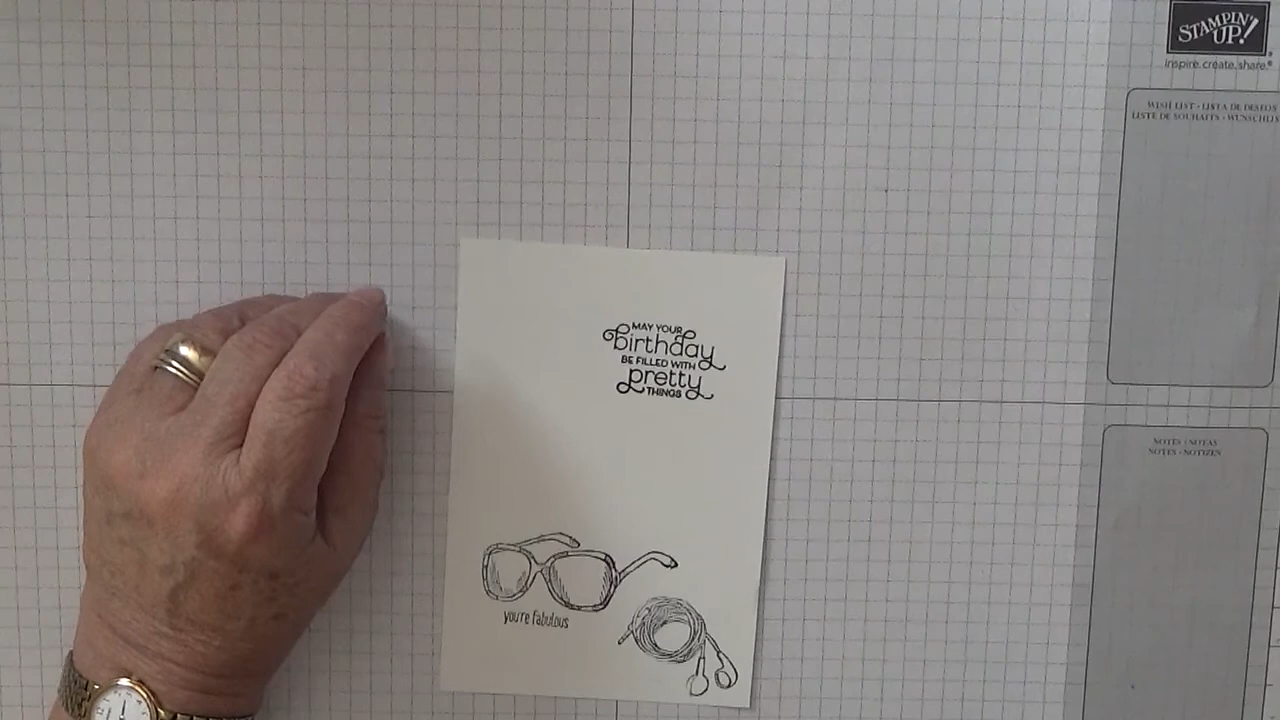 STAMPIN' UP!
inspire. create. share.®
WISH LIST • LISTA DE DESEOS
LISTE DE SOUHAITS •
NOTES • NOTAS
NOTES • NOTIZEN
MAY YOUR
birthday
BE FILLED WITH
pretty
THINGS
you're fabulous